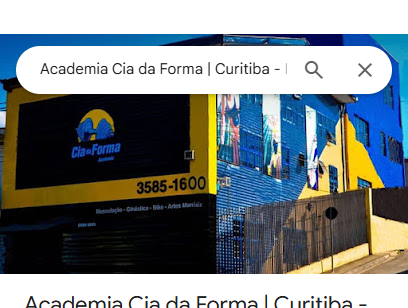 Academia Cia da Forma | Curitiba -
Cia da Forma
Academia
3585-1600
Musculação - Ginástica - Bike - Artes Marciais
Academia Cia da Forma | Curitiba -